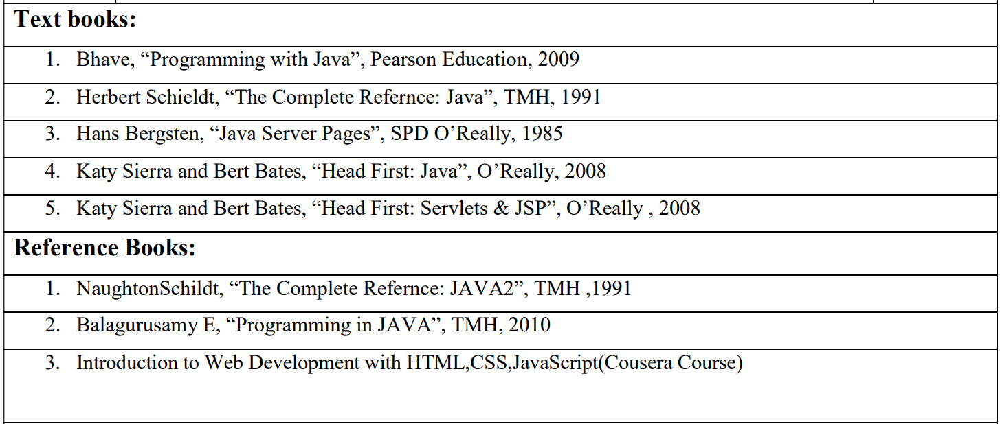 Text books:
1. Bhave, “Programming with Java”, Pearson Education, 2009
2. Herbert Schieldt, “The Complete Refernce: Java”, TMH, 1991
3. Hans Bergsten, “Java Server Pages”, SPD O’Really, 1985
4. Katy Sierra and Bert Bates, “Head First: Java”, O’Really, 2008
5. Katy Sierra and Bert Bates, “Head First: Servlets & JSP”, O’Really , 2008
Reference Books:
1. NaughtonSchildt, “The Complete Refernce: JAVA2”, TMH ,1991
2. Balagurusamy E, “Programming in JAVA”, TMH, 2010
3. Introduction to Web Development with HTML,CSS,JavaScript(Cousera Course)